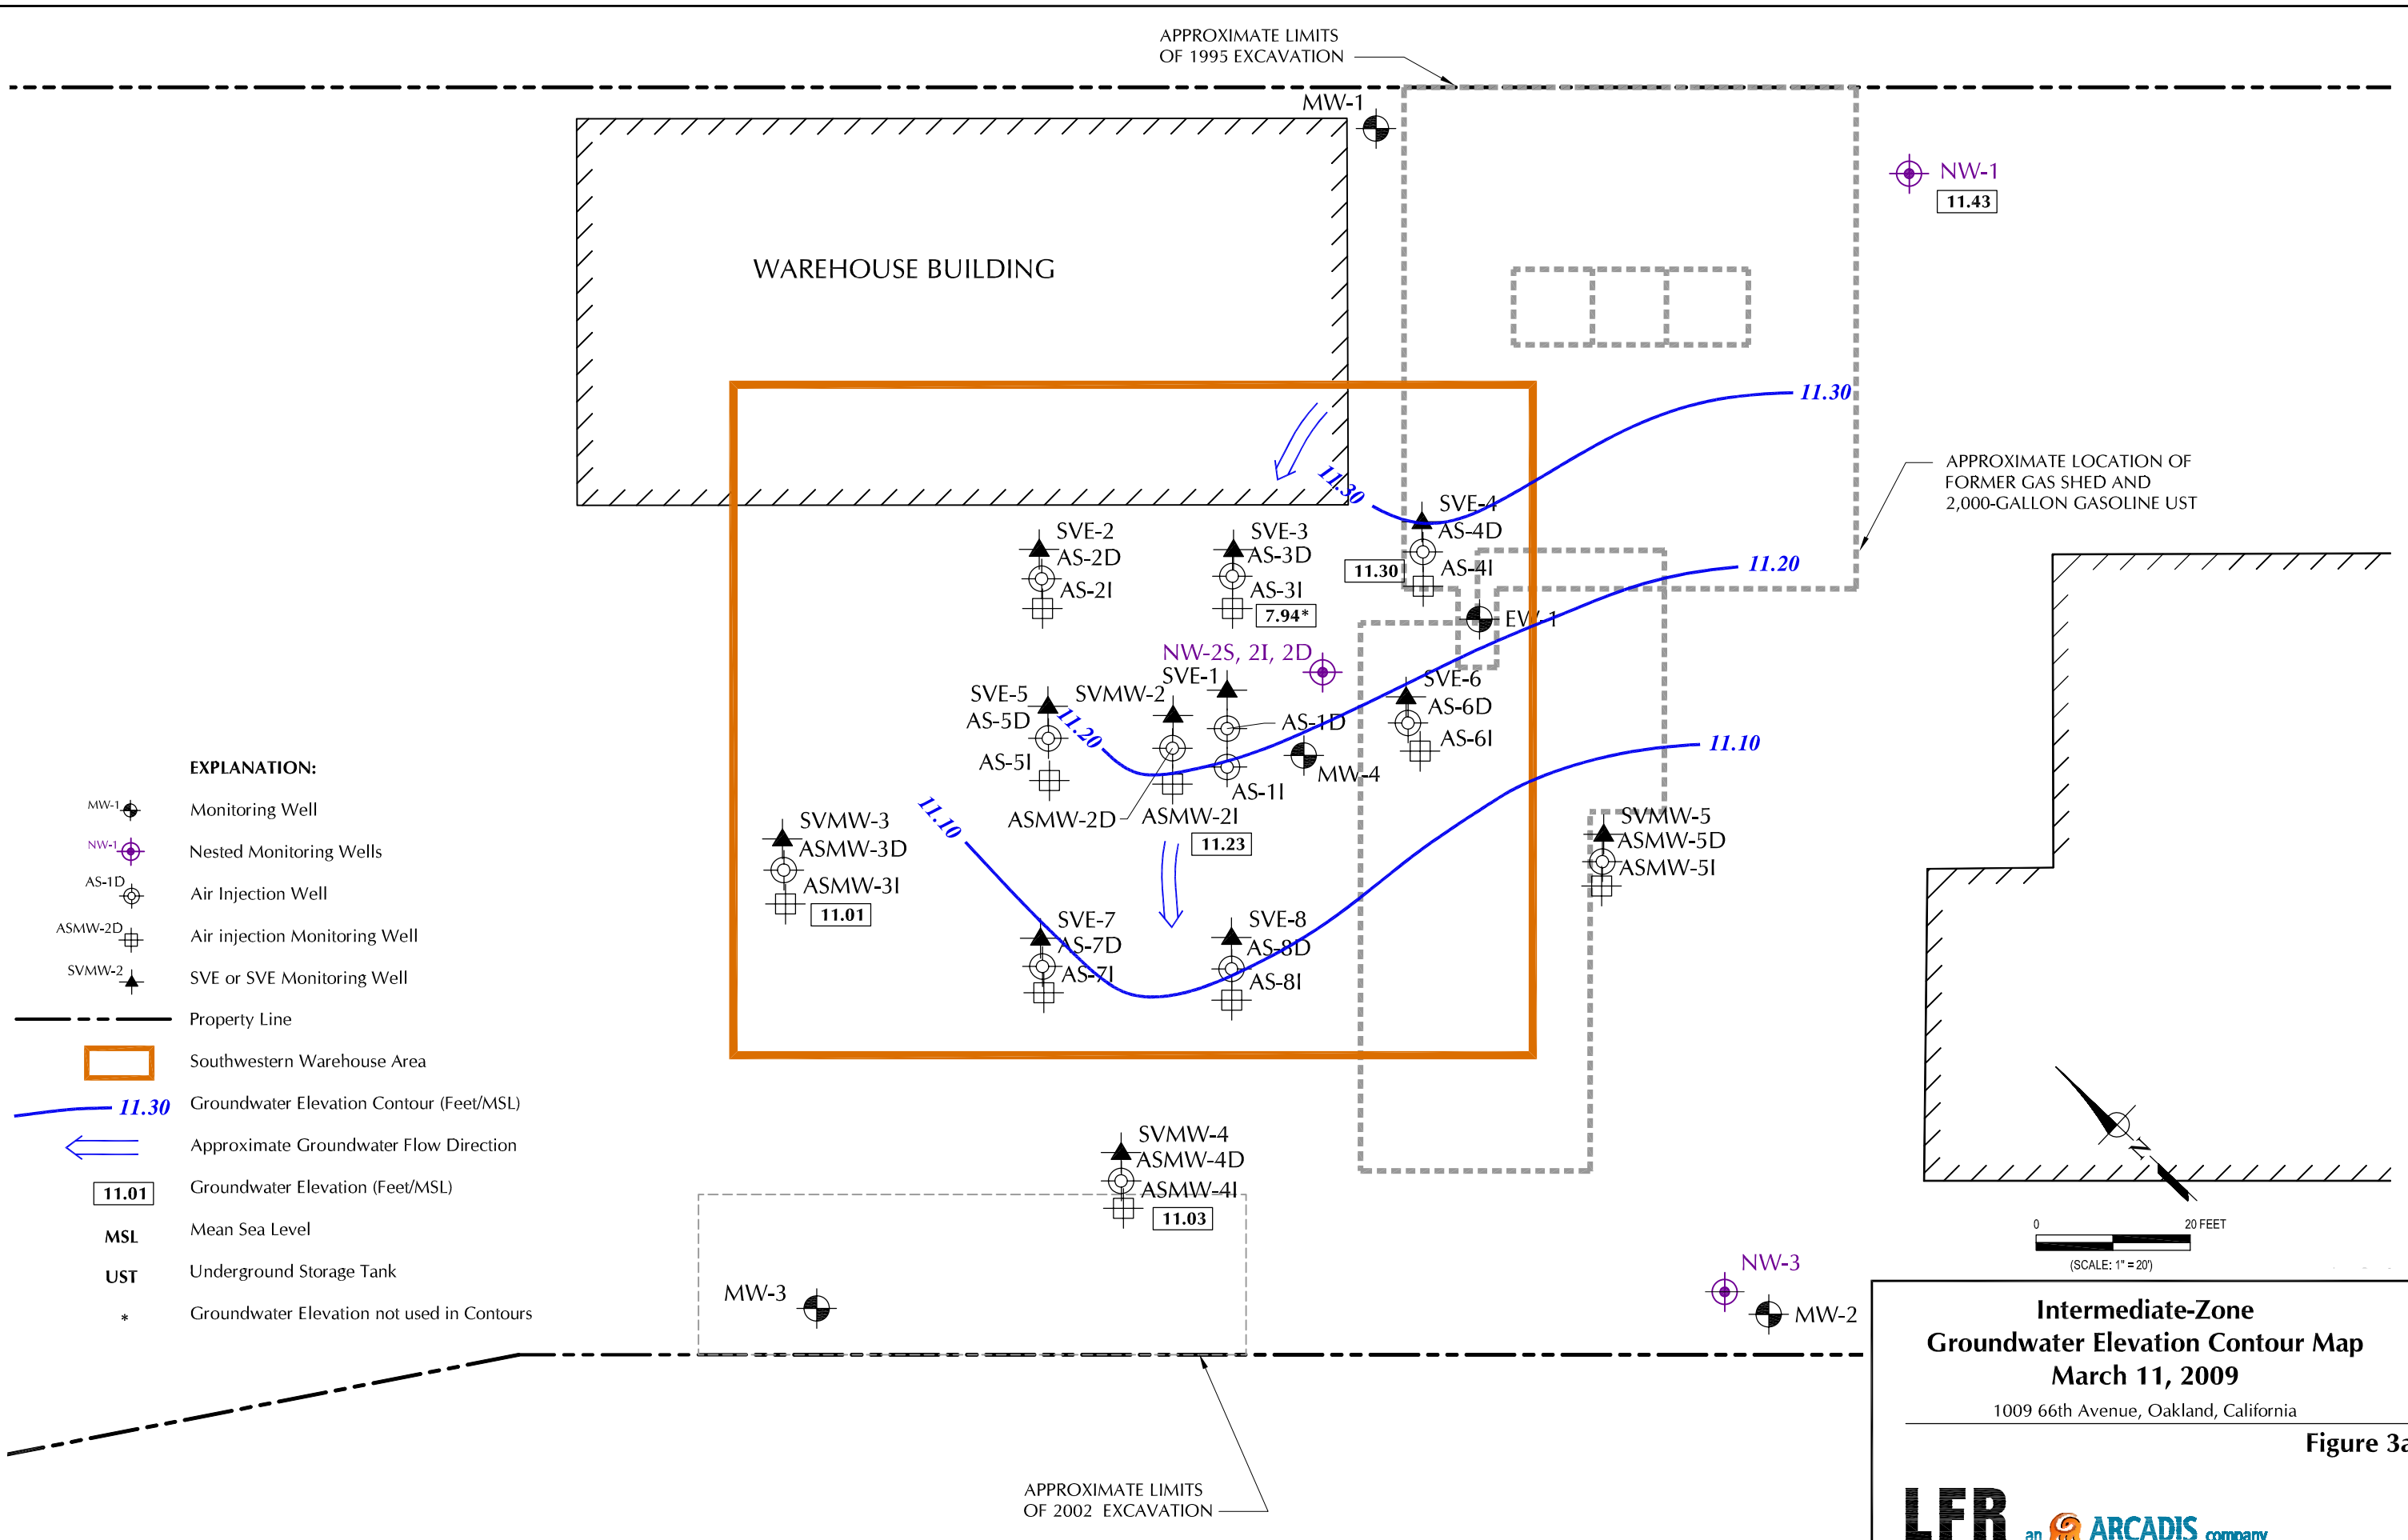 APPROXIMATE LIMITS
OF 1995 EXCAVATION
MW-1
NW-1
11.43
WAREHOUSE BUILDING
11.30
11.30
APPROXIMATE LOCATION OF
FORMER GAS SHED AND
2,000-GALLON GASOLINE UST
SVE-4
AS-4D
AS-4I
11.30
SVE-2
AS-2D
AS-2I
SVE-3
AS-3D
AS-3I
7.94*
11.20
EW-1
NW-2S, 2I, 2D
SVE-1
SVMW-2
SVE-5
AS-5D
AS-5I
11.20
AS-1D
SVE-6
AS-6D
AS-6I
11.10
MW-4
AS-1I
ASMW-2D
ASMW-2I
11.23
11.10
SVMW-3
ASMW-3D
ASMW-3I
11.01
SVMW-5
ASMW-5D
ASMW-5I
SVE-7
AS-7D
AS-7I
SVE-8
AS-8D
AS-8I
SVMW-4
ASMW-4D
ASMW-4I
11.03
MW-3
NW-3
MW-2
APPROXIMATE LIMITS
OF 2002 EXCAVATION
EXPLANATION:
MW-1 Monitoring Well
NW-1 Nested Monitoring Wells
AS-1D Air Injection Well
ASMW-2D Air injection Monitoring Well
SVMW-2 SVE or SVE Monitoring Well
Property Line
Southwestern Warehouse Area
11.30 Groundwater Elevation Contour (Feet/MSL)
Approximate Groundwater Flow Direction
11.01 Groundwater Elevation (Feet/MSL)
MSL Mean Sea Level
UST Underground Storage Tank
* Groundwater Elevation not used in Contours
N
0 20 FEET
(SCALE: 1" = 20')
Intermediate-Zone
Groundwater Elevation Contour Map
March 11, 2009
1009 66th Avenue, Oakland, California
Figure 3a
LFR an ARCADIS company